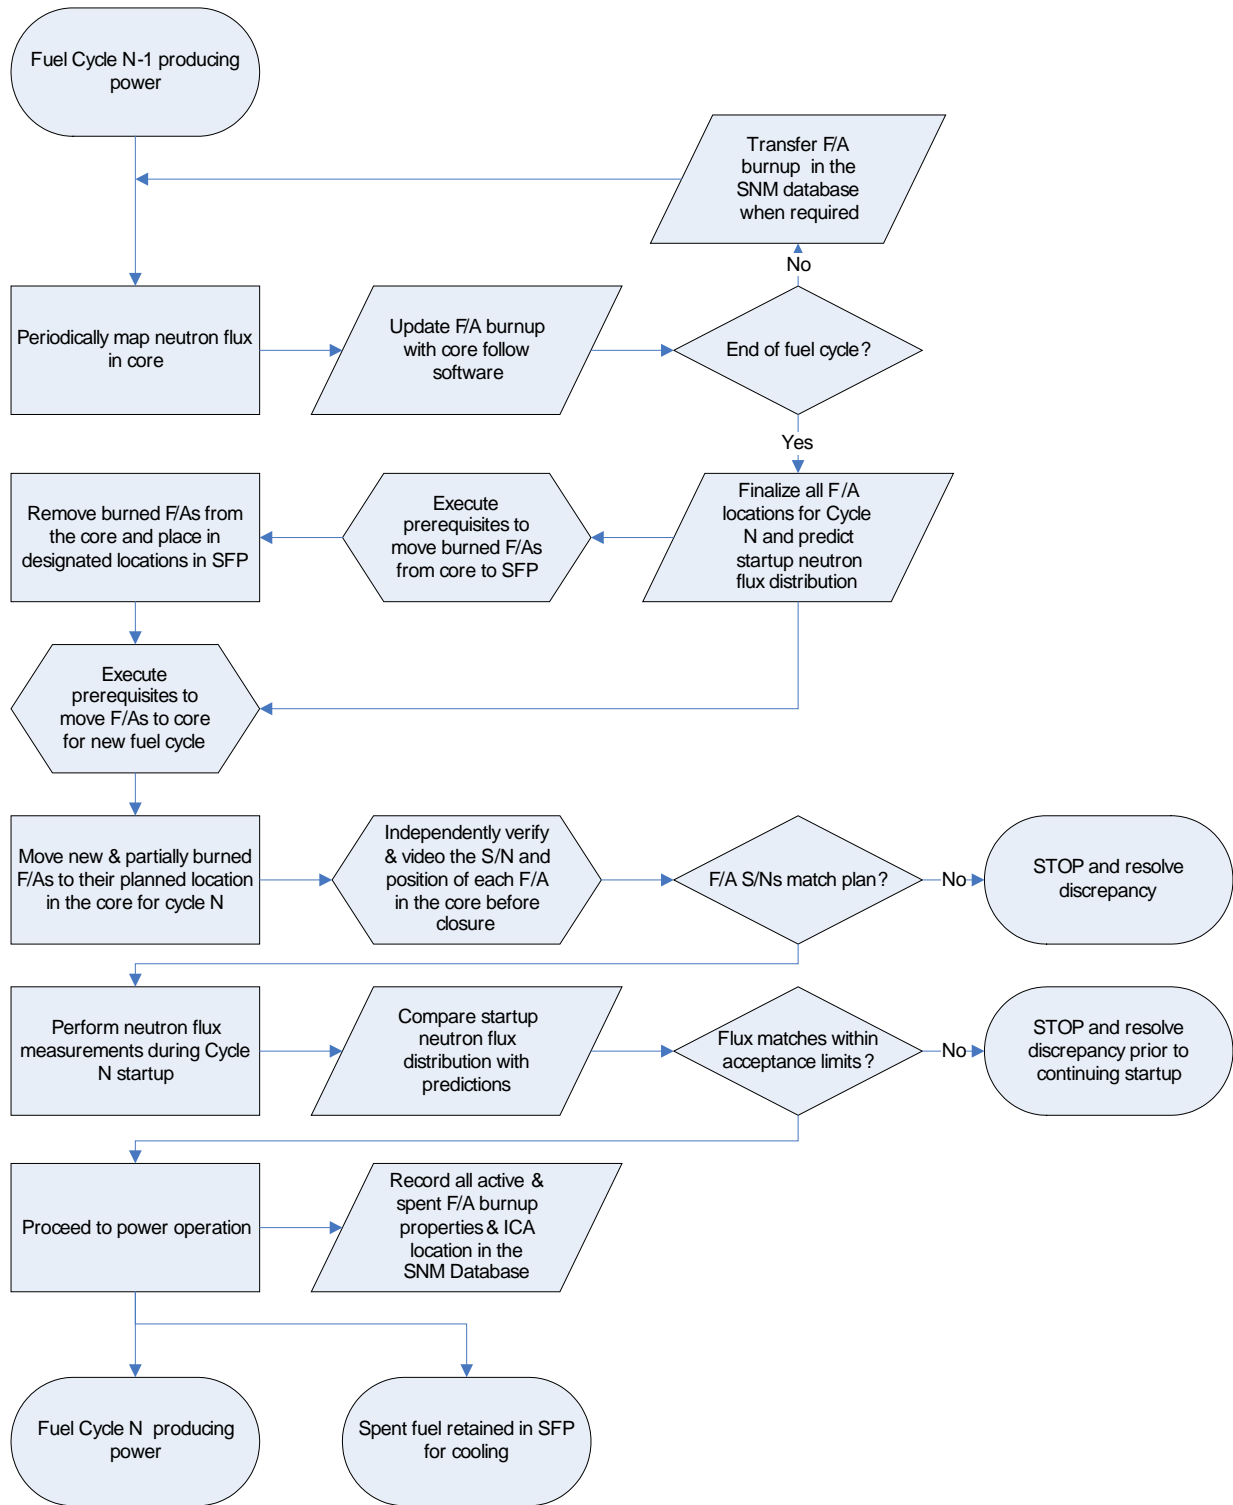 Fuel Cycle N-1 producing
power
Transfer F/A
burnup in the
SNM database
when required
No
Periodically map neutron flux
in core
Update F/A burnup
with core follow
software
End of fuel cycle?
Yes
Remove burned F/As from
the core and place in
designated locations in SFP
Execute
prerequisites to
move burned F/As
from core to SFP
Finalize all F/A
locations for Cycle
N and predict
startup neutron
flux distribution
Execute
prerequisites to
move F/As to core
for new fuel cycle
Move new & partially burned
F/As to their planned location
in the core for cycle N
Independently verify
& video the S/N and
position of each F/A
in the core before
closure
F/A S/Ns match plan?
No
STOP and resolve
discrepancy
Perform neutron flux
measurements during Cycle
N startup
Compare startup
neutron flux
distribution with
predictions
Flux matches within
acceptance limits?
No
STOP and resolve
discrepancy prior to
continuing startup
Proceed to power operation
Record all active &
spent F/A burnup
properties & ICA
location in the
SNM Database
Fuel Cycle N producing
power
Spent fuel retained in SFP
for cooling